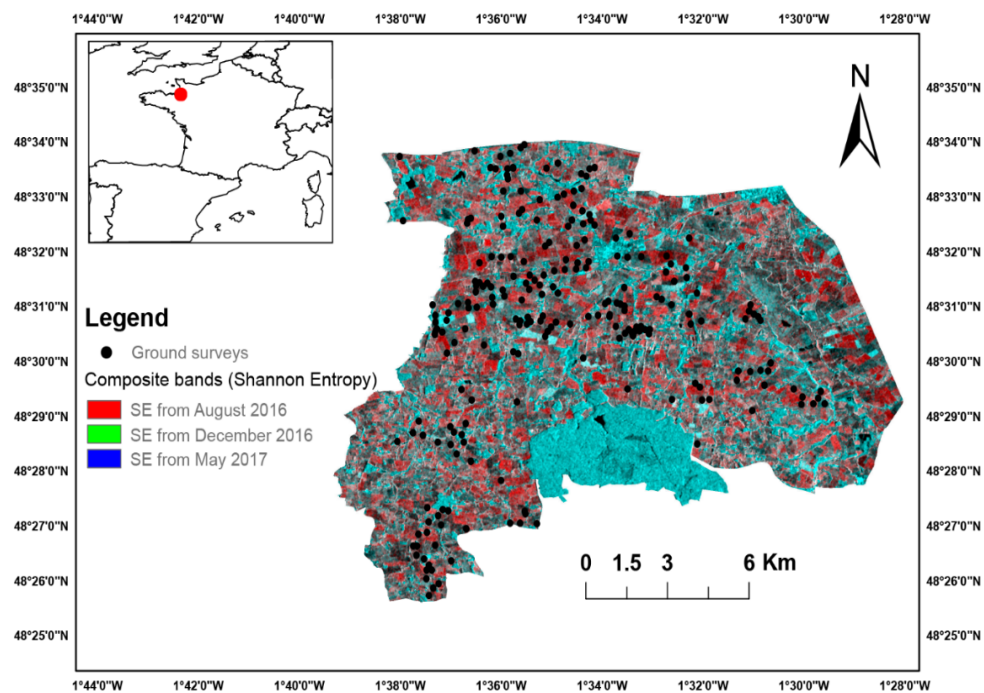 1°44'0"W 1°42'0"W 1°40'0"W 1°38'0"W 1°36'0"W 1°34'0"W 1°32'0"W 1°30'0"W 1°28'0"W
48°35'0"N 48°35'0"N
N
48°34'0"N 48°34'0"N
48°33'0"N 48°33'0"N
48°32'0"N 48°32'0"N
48°31'0"N 48°31'0"N
Legend
Ground surveys
48°30'0"N 48°30'0"N
Composite bands (Shannon Entropy)
SE from August 2016
48°29'0"N 48°29'0"N
SE from December 2016
SE from May 2017
48°28'0"N 48°28'0"N
48°27'0"N 48°27'0"N
0 1.5 3 6 Km
48°26'0"N 48°26'0"N
48°25'0"N 48°25'0"N
1°44'0"W 1°42'0"W 1°40'0"W 1°38'0"W 1°36'0"W 1°34'0"W 1°32'0"W 1°30'0"W 1°28'0"W